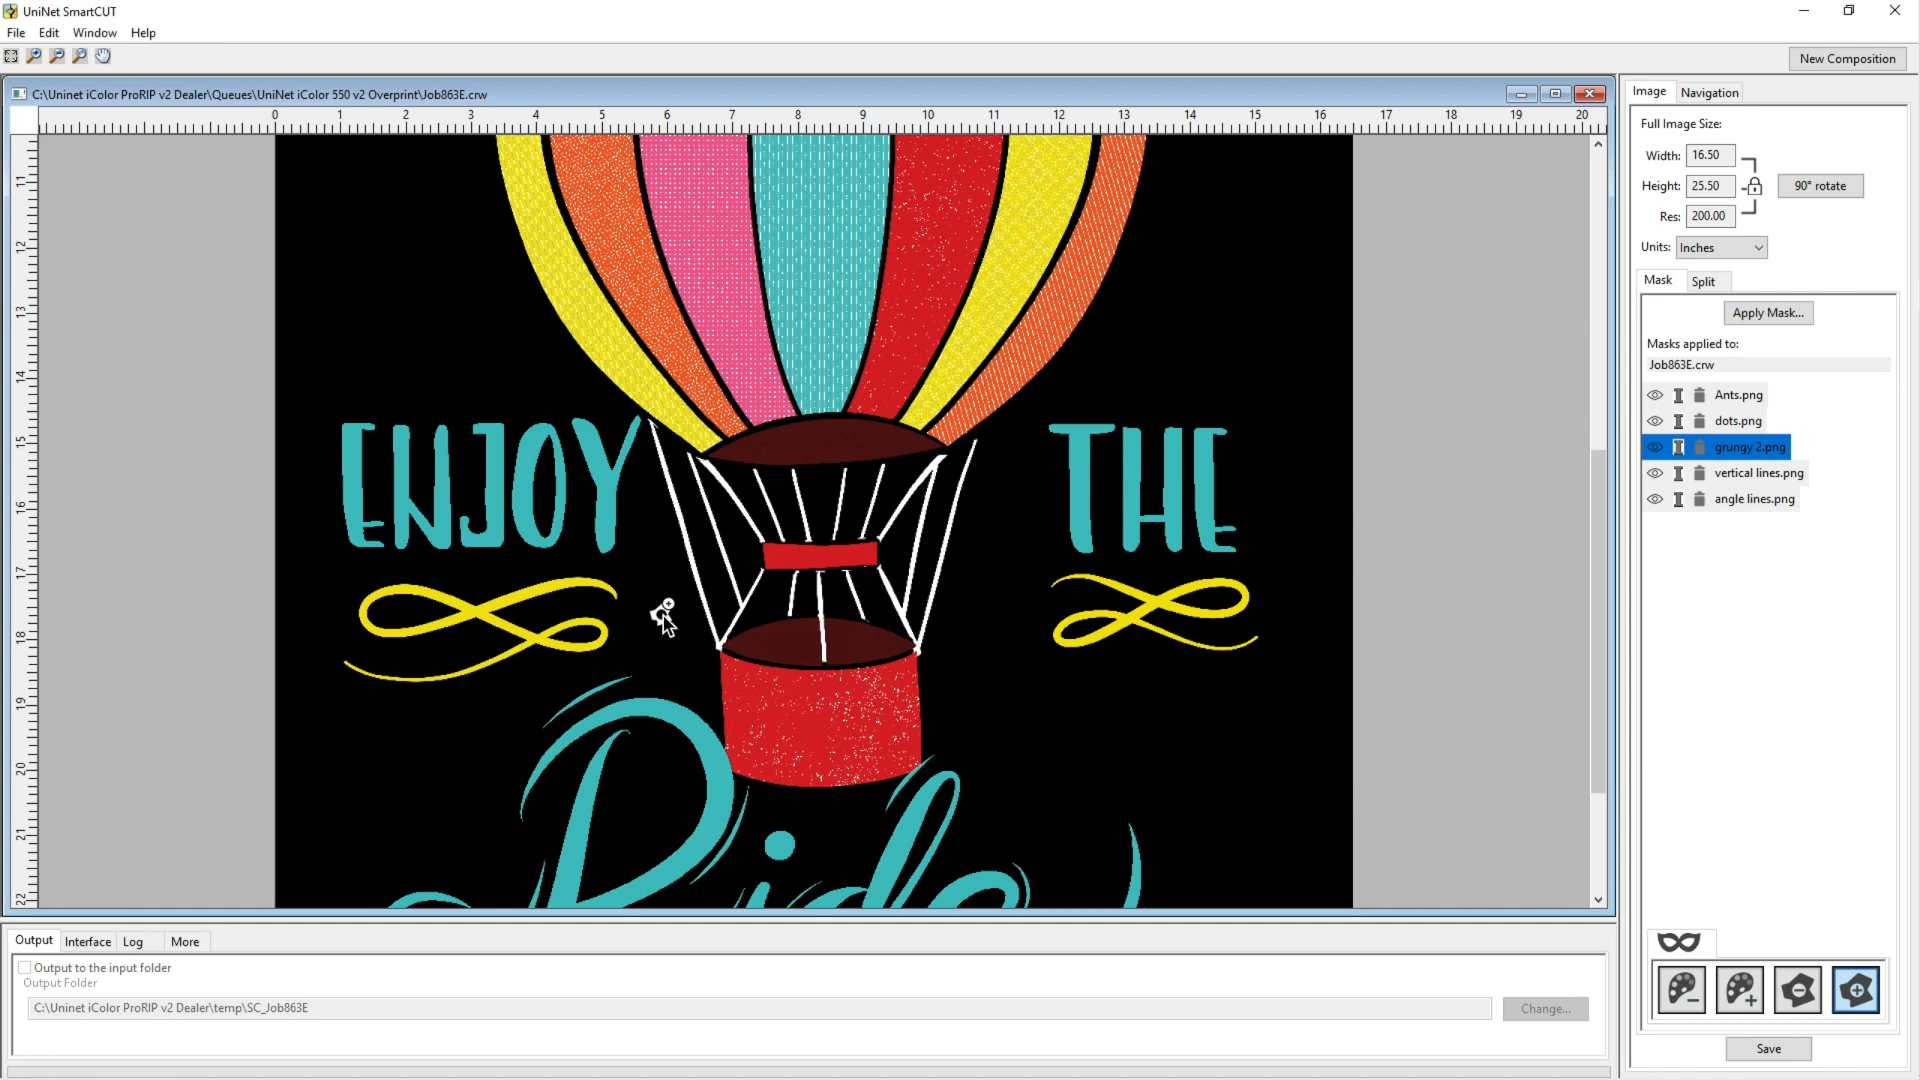 UniNet SmartCUT
File Edit Window Help
New Composition
C:\Uninet iColor ProRIP v2 Dealer\Queues\UniNet iColor 550 v2 Overprint\Job863E.crw
0 1 2 3 4 5 6 7 8 9 10 11 12 13 14 15 16 17 18 19 20
11
12
13
14
15
16
17
18
19
20
21
22
ENJOY THE
Ride
Image Navigation
Full Image Size:
Width: 16.50
Height: 25.50
90° rotate
Res: 200.00
Units: Inches
Mask Split
Apply Mask...
Masks applied to:
Job863E.crw
Ants.png
dots.png
grungy 2.png
vertical lines.png
angle lines.png
Save
Output Interface Log More
Output to the input folder
Output Folder
C:\Uninet iColor ProRIP v2 Dealer\temp\SC_Job863E
Change...